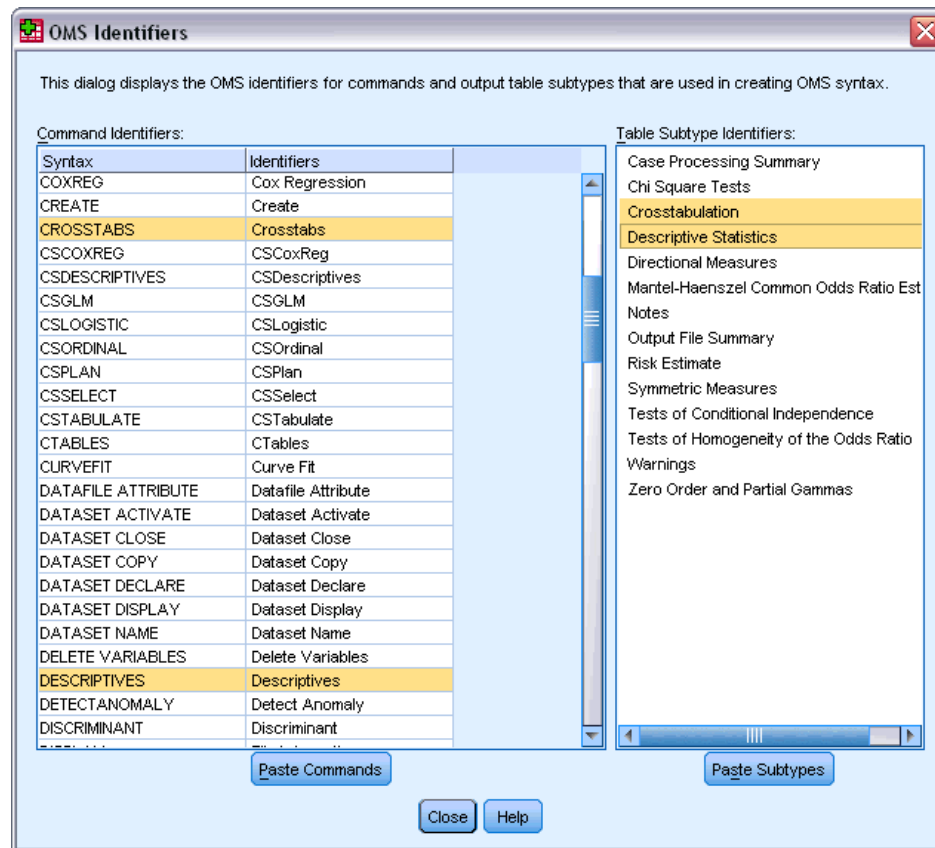 OMS Identifiers
This dialog displays the OMS identifiers for commands and output table subtypes that are used in creating OMS syntax.
Command Identifiers:
Syntax Identifiers
COXREG Cox Regression
CREATE Create
CROSSTABS Crosstabs
CSCOXREG CSCoxReg
CSDESCRIPTIVES CSDescriptives
CSGLM CSGLM
CSLOGISTIC CSLogistic
CSORDINAL CSOrdinal
CSPLAN CSPlan
CSSELECT CSSelect
CSTABULATE CSTabulate
CTABLES CTables
CURVEFIT Curve Fit
DATAFILE ATTRIBUTE Datafile Attribute
DATASET ACTIVATE Dataset Activate
DATASET CLOSE Dataset Close
DATASET COPY Dataset Copy
DATASET DECLARE Dataset Declare
DATASET DISPLAY Dataset Display
DATASET NAME Dataset Name
DELETE VARIABLES Delete Variables
DESCRIPTIVES Descriptives
DETECTANOMALY Detect Anomaly
DISCRIMINANT Discriminant
Paste Commands
Table Subtype Identifiers:
Case Processing Summary
Chi Square Tests
Crosstabulation
Descriptive Statistics
Directional Measures
Mantel-Haenszel Common Odds Ratio Est
Notes
Output File Summary
Risk Estimate
Symmetric Measures
Tests of Conditional Independence
Tests of Homogeneity of the Odds Ratio
Warnings
Zero Order and Partial Gammas
Paste Subtypes
Close Help